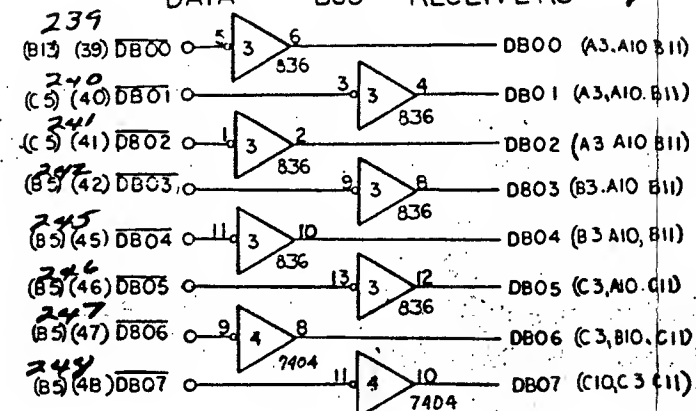 DATA BUS RECEIVERS
239
(B13) (39) DB00 5 3 6 DB00 (A3.A10 B11)
836
240
(C5) (40) DB01 3 3 4 DB01 (A3,A10.B11)
836
241
(C5) (41) DB02 1 3 2 DB02 (A3 A10 B11)
836
242
(B5) (42) DB03 9 3 8 DB03 (B3.A10 B11)
836
245
(B5) (45) DB04 11 3 10 DB04 (B3 A10, B11)
836
246
(B5) (46) DB05 13 3 12 DB05 (C3,A10.C11)
836
247
(B5) (47) DB06 9 4 8 DB06 (C3,B10.C11)
7404
248
(B5) (48) DB07 11 4 10 DB07 (C10,C3 C11)
7404